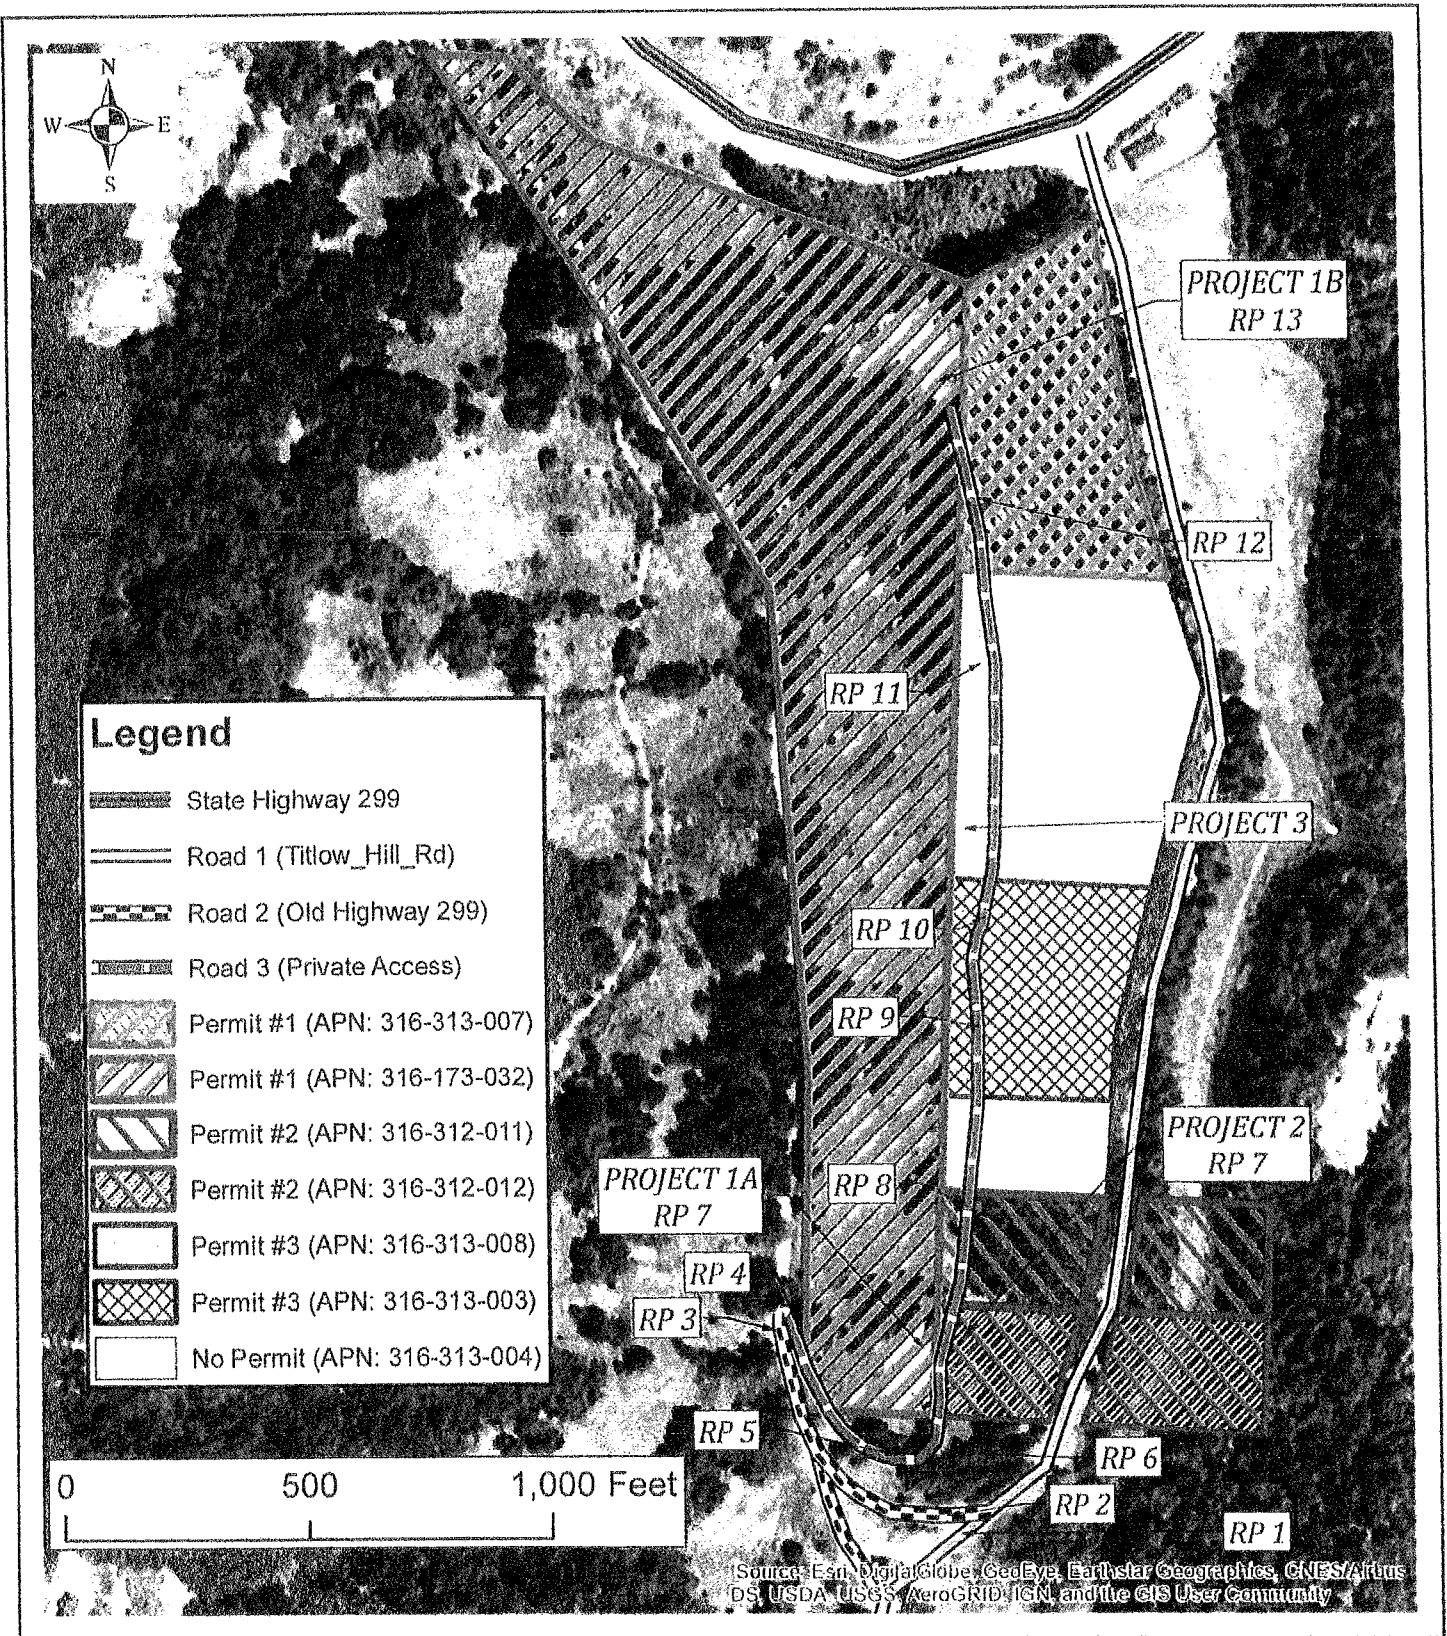 N
W E
S
PROJECT 1B
RP 13
RP 12
RP 11
Legend
State Highway 299
Road 1 (Titlow_Hill_Rd)
Road 2 (Old Highway 299)
Road 3 (Private Access)
Permit #1 (APN: 316-313-007)
Permit #1 (APN: 316-173-032)
Permit #2 (APN: 316-312-011)
Permit #2 (APN: 316-312-012)
Permit #3 (APN: 316-313-008)
Permit #3 (APN: 316-313-003)
No Permit (APN: 316-313-004)
PROJECT 3
RP 10
RP 9
PROJECT 2
RP 7
PROJECT 1A
RP 7
RP 8
RP 4
RP 3
RP 5
RP 6
RP 2
RP 1
0 500 1,000 Feet
Source: Esri, DigitalGlobe, GeoEye, Earthstar Geographics, CNES/Airbus
DS, USDA, USGS, AeroGRID, IGN, and the GIS User Community